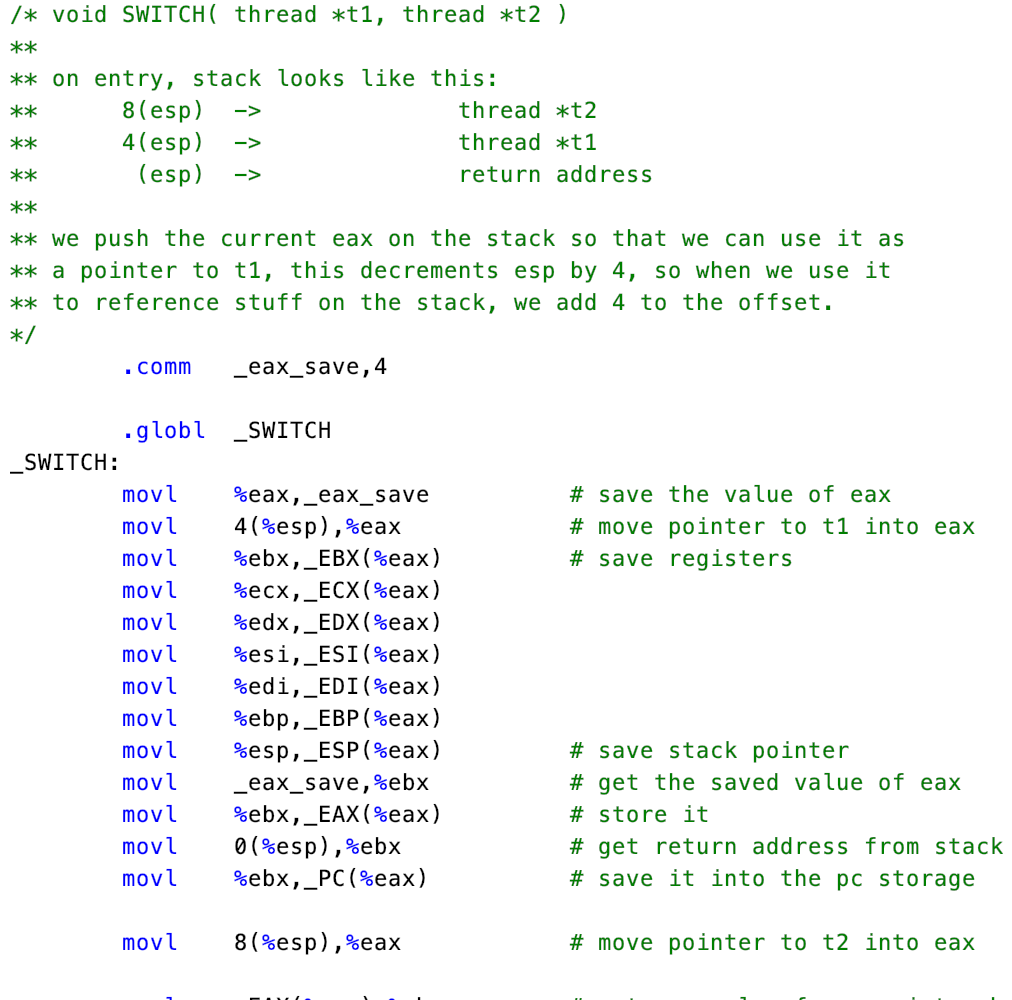 /* void SWITCH( thread *t1, thread *t2 )
**
** on entry, stack looks like this:
**      8(esp)  ->              thread *t2
**      4(esp)  ->              thread *t1
**       (esp)  ->              return address
**
** we push the current eax on the stack so that we can use it as
** a pointer to t1, this decrements esp by 4, so when we use it
** to reference stuff on the stack, we add 4 to the offset.
*/
        .comm   _eax_save,4
        .globl  _SWITCH
_SWITCH:
        movl    %eax,_eax_save          # save the value of eax
        movl    4(%esp),%eax            # move pointer to t1 into eax
        movl    %ebx,_EBX(%eax)         # save registers
        movl    %ecx,_ECX(%eax)
        movl    %edx,_EDX(%eax)
        movl    %esi,_ESI(%eax)
        movl    %edi,_EDI(%eax)
        movl    %ebp,_EBP(%eax)
        movl    %esp,_ESP(%eax)         # save stack pointer
        movl    _eax_save,%ebx          # get the saved value of eax
        movl    %ebx,_EAX(%eax)         # store it
        movl    0(%esp),%ebx            # get return address from stack
        movl    %ebx,_PC(%eax)          # save it into the pc storage
        movl    8(%esp),%eax            # move pointer to t2 into eax